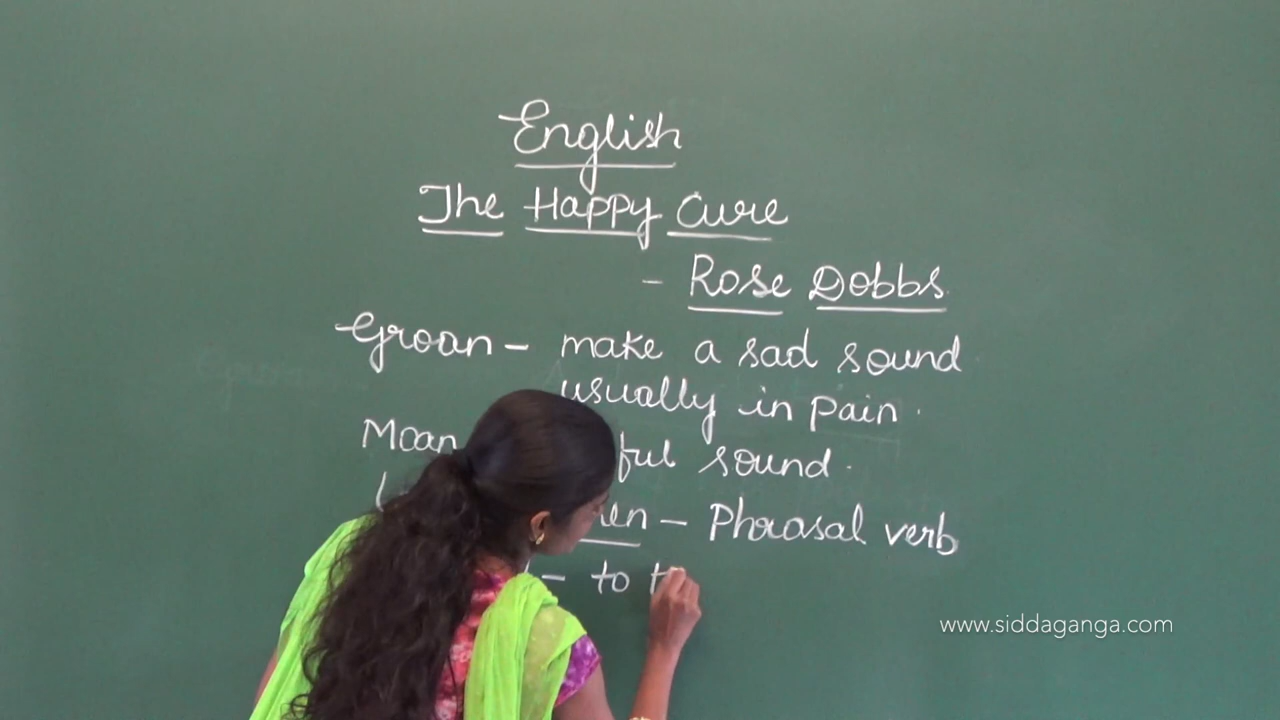 English
The Happy Cure
- Rose Dobbs
Groan - make a sad sound
usually in pain.
Moan ful sound.
- Phrasal verb
- to
www.siddaganga.com